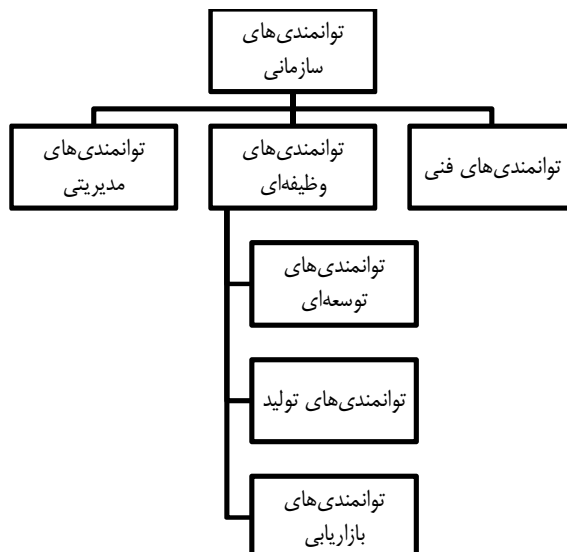 توانمندی‌های
سازمانی
توانمندی‌های فنی
توانمندی‌های
وظیفه‌ای
توانمندی‌های
مدیریتی
توانمندی‌های
توسعه‌ای
توانمندی‌های تولید
توانمندی‌های
بازاریابی